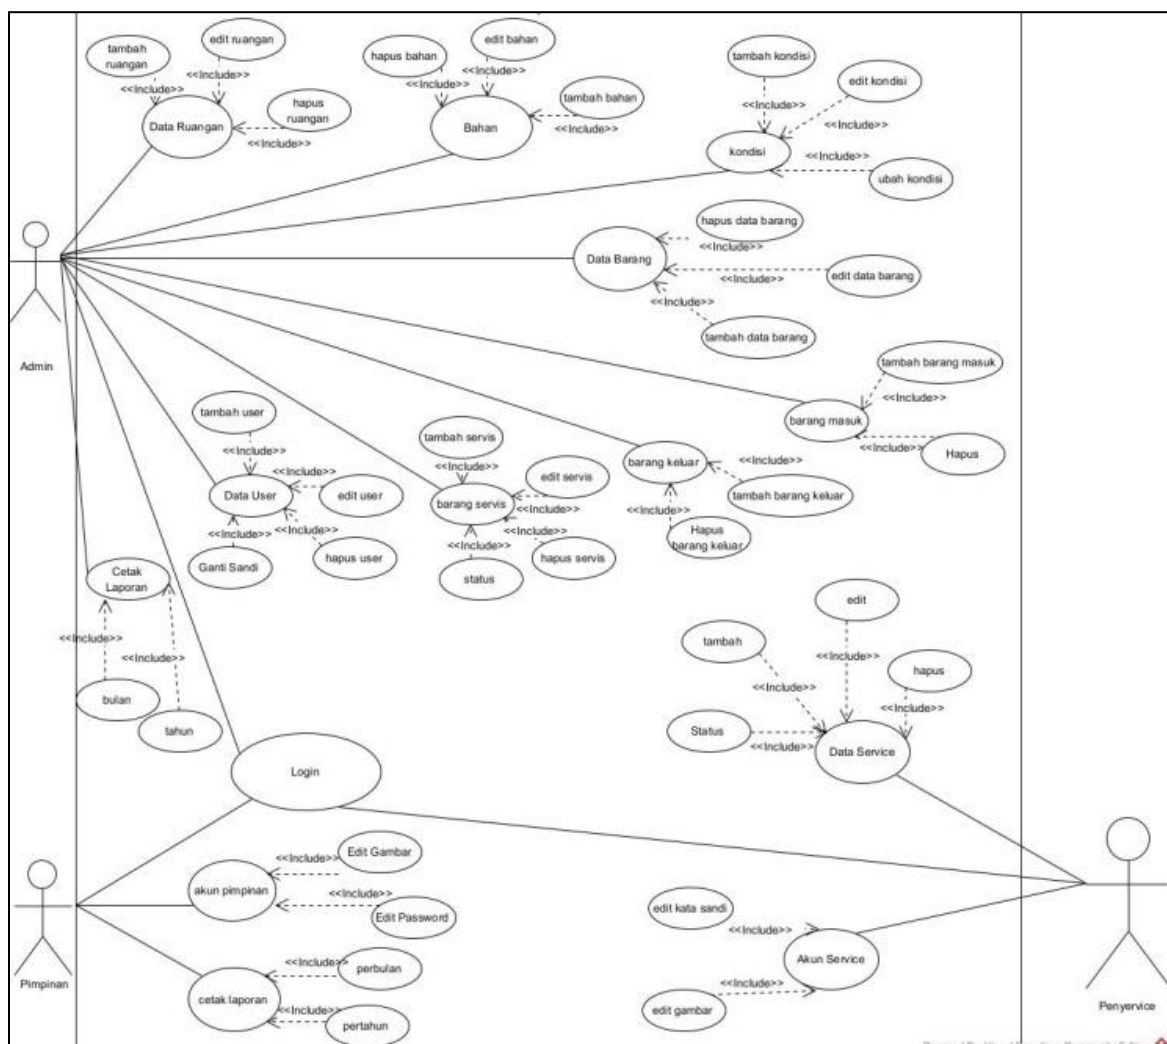 edit ruangan
tambah
ruangan
<<Include>>
<<Include>>
hapus
ruangan
Data Ruangan
<<Include>>
edit bahan
hapus bahan
<<Include>>
<<Include>>
tambah bahan
Bahan
<<Include>>
tambah kondisi
edit kondisi
<<Include>>
<<Include>>
kondisi
<<Include>>
ubah kondisi
hapus data barang
<<Include>>
Data Barang
edit data barang
<<Include>>
<<Include>>
tambah data barang
Admin
tambah barang masuk
<<Include>>
barang masuk
<<Include>>
Hapus
tambah user
<<Include>>
<<Include>>
Data User
edit user
<<Include>>
<<Include>>
Ganti Sandi
hapus user
tambah servis
<<Include>>
edit servis
barang servis
<<Include>>
<<Include>>
<<Include>>
hapus servis
status
barang keluar
<<Include>>
tambah barang keluar
<<Include>>
Hapus
barang keluar
Cetak
Laporan
<<Include>>
<<Include>>
bulan
tahun
edit
tambah
<<Include>>
hapus
<<Include>>
<<Include>>
Status
<<Include>>
Data Service
Login
Edit Gambar
<<Include>>
akun pimpinan
<<Include>>
Edit Password
Pimpinan
<<Include>>
perbulan
cetak laporan
<<Include>>
pertahun
edit kata sandi
<<Include>>
Akun Service
<<Include>>
edit gambar
Penyervice